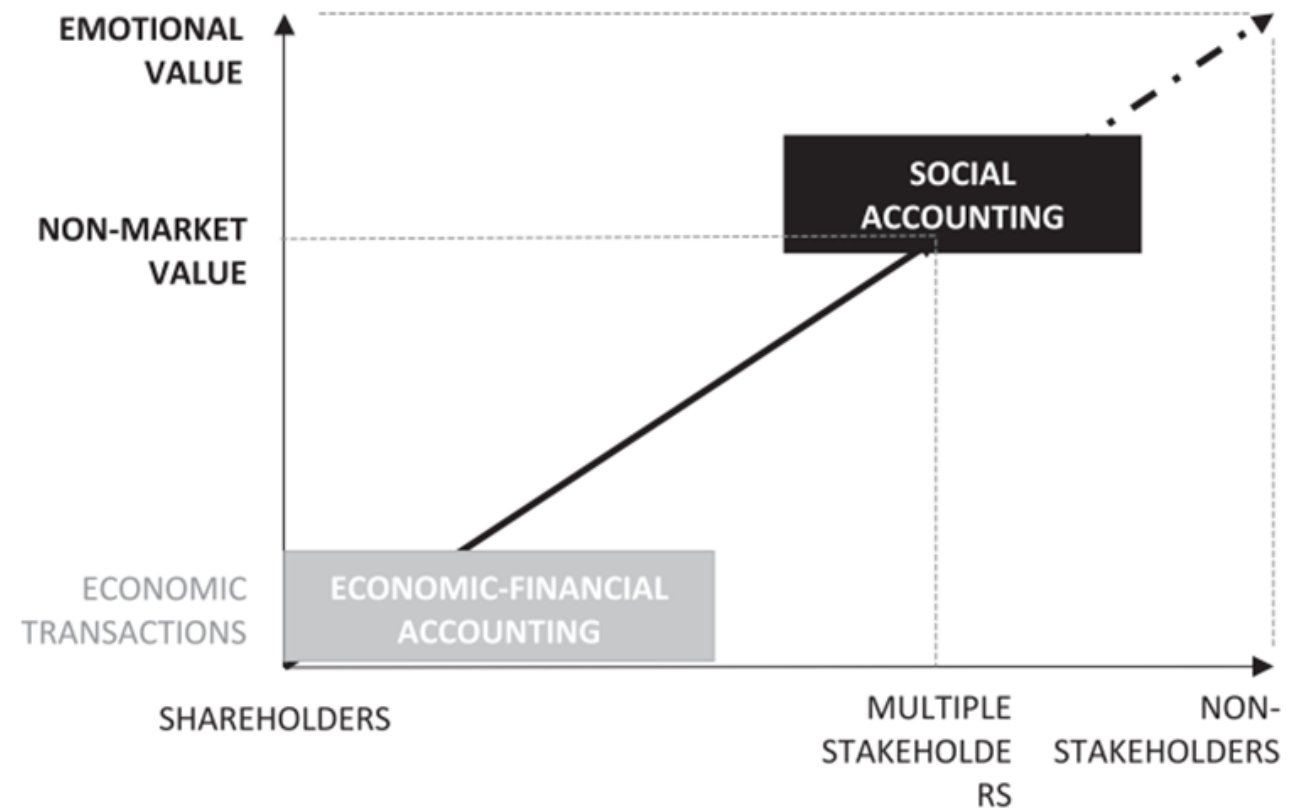 EMOTIONAL
VALUE
SOCIAL
ACCOUNTING
NON-MARKET
VALUE
ECONOMIC
TRANSACTIONS
ECONOMIC-FINANCIAL
ACCOUNTING
SHAREHOLDERS
MULTIPLE
STAKEHOLDE
RS
NON-
STAKEHOLDERS